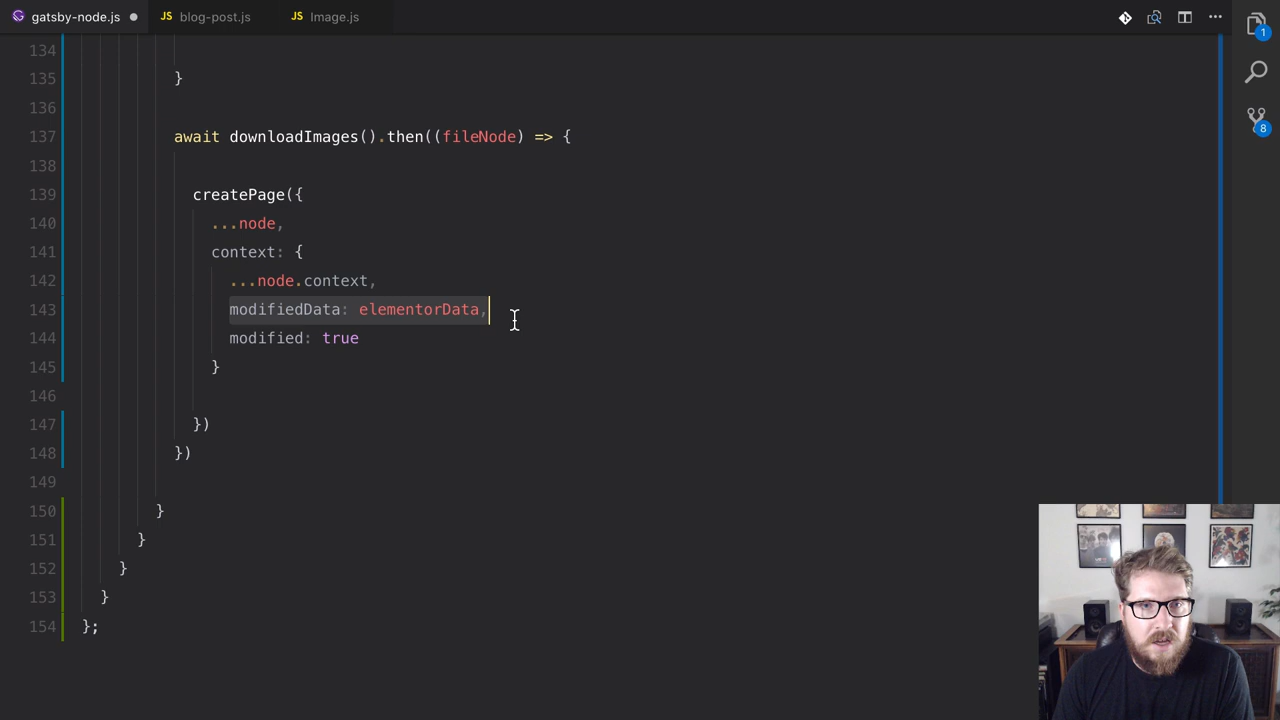 gatsby-node.js
JS blog-post.js
JS Image.js
134
135 }
136
137 await downloadImages().then((fileNode) => {
138
139 createPage({
140 ...node,
141 context: {
142 ...node.context,
143 modifiedData: elementorData,
144 modified: true
145 }
146
147 })
148 })
149
150 }
151 }
152 }
153 }
154 };
1
8